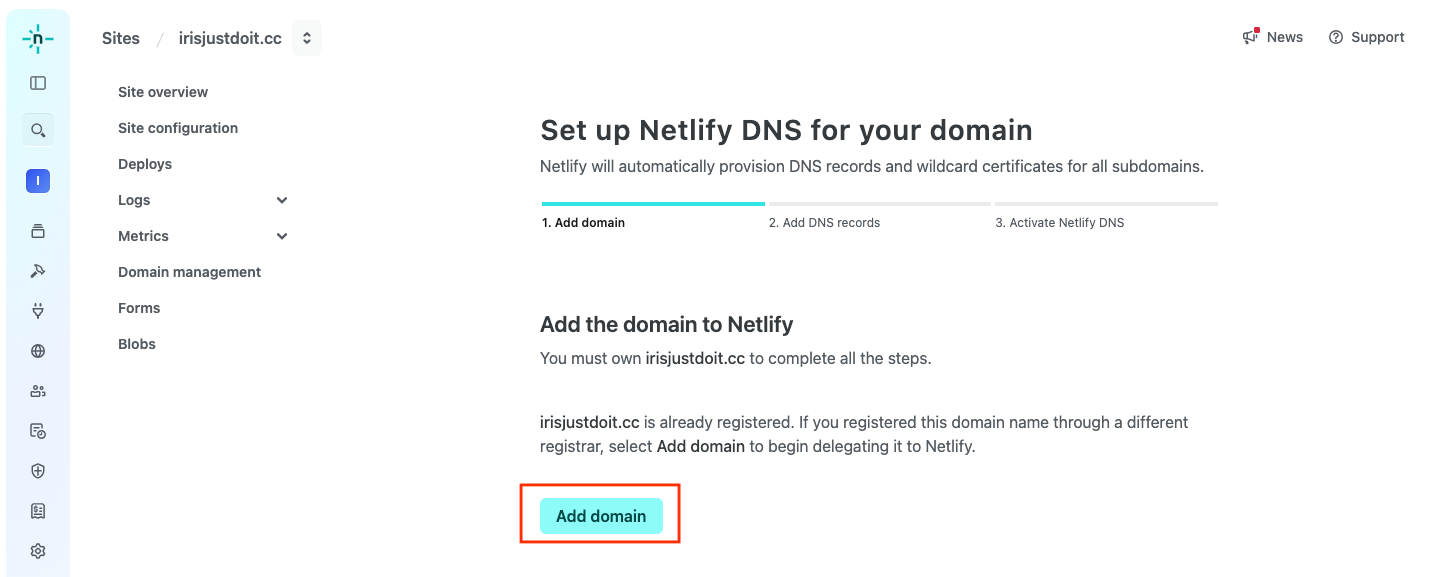 n
Sites / irisjustdoit.cc
News
Support
I
Site overview
Site configuration
Deploys
Logs
Metrics
Domain management
Forms
Blobs
Set up Netlify DNS for your domain
Netlify will automatically provision DNS records and wildcard certificates for all subdomains.
1. Add domain
2. Add DNS records
3. Activate Netlify DNS
Add the domain to Netlify
You must own irisjustdoit.cc to complete all the steps.
irisjustdoit.cc is already registered. If you registered this domain name through a different
registrar, select Add domain to begin delegating it to Netlify.
Add domain